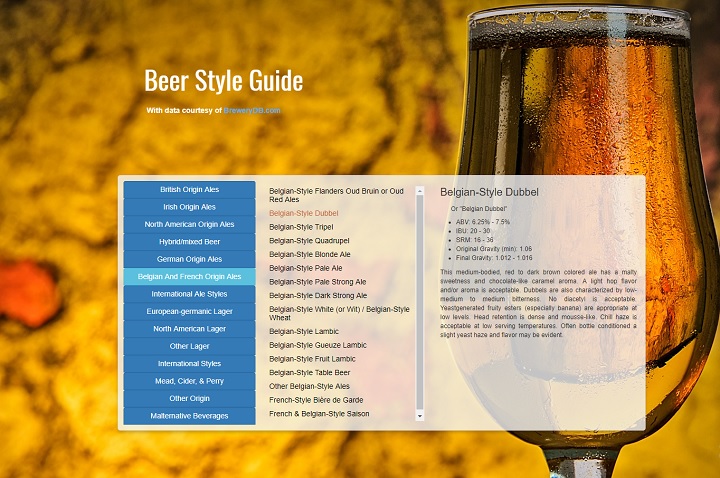 Beer Style Guide
With data courtesy of BreweryDB.com
British Origin Ales
Irish Origin Ales
North American Origin Ales
Hybrid/mixed Beer
German Origin Ales
Belgian And French Origin Ales
International Ale Styles
European-germanic Lager
North American Lager
Other Lager
International Styles
Mead, Cider, & Perry
Other Origin
Malternative Beverages
Belgian-Style Flanders Oud Bruin or Oud
Red Ales
Belgian-Style Dubbel
Belgian-Style Tripel
Belgian-Style Quadrupel
Belgian-Style Blonde Ale
Belgian-Style Pale Ale
Belgian-Style Pale Strong Ale
Belgian-Style Dark Strong Ale
Belgian-Style White (or Wit) / Belgian-Style
Wheat
Belgian-Style Lambic
Belgian-Style Gueuze Lambic
Belgian-Style Fruit Lambic
Belgian-Style Table Beer
Other Belgian-Style Ales
French-Style Bière de Garde
French & Belgian-Style Saison
Belgian-Style Dubbel
Or "Belgian Dubbel"
ABV: 6.25% - 7.5%
IBU: 20 - 30
SRM: 16 - 36
Original Gravity (min): 1.06
Final Gravity: 1.012 - 1.016
This medium-bodied, red to dark brown colored ale has a malty
sweetness and chocolate-like caramel aroma. A light hop flavor
and/or aroma is acceptable. Dubbels are also characterized by low-
medium to medium bitterness. No diacetyl is acceptable.
Yeastgenerated fruity esters (especially banana) are appropriate at
low levels. Head retention is dense and mousse-like. Chill haze is
acceptable at low serving temperatures. Often bottle conditioned a
slight yeast haze and flavor may be evident.